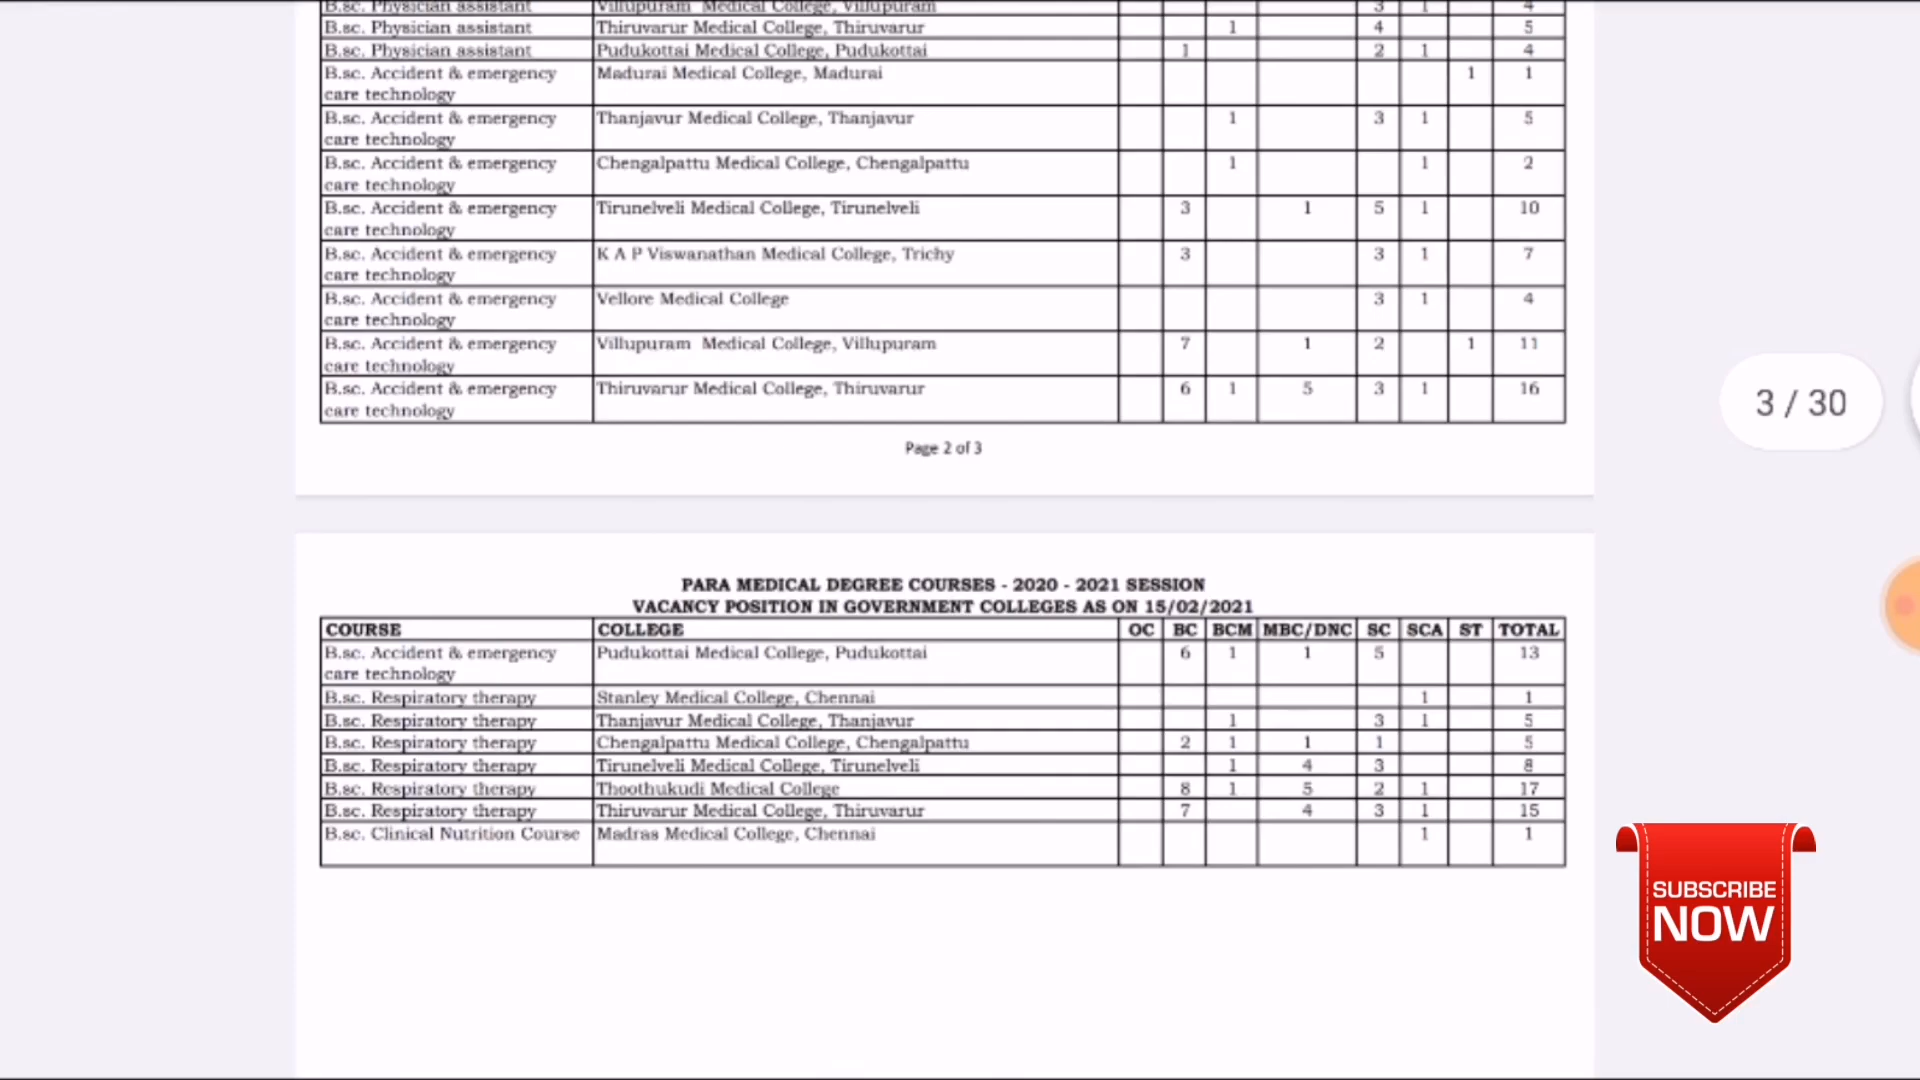 B.sc. Physician assistant Villupuram Medical College, Villupuram 3 1 4
B.sc. Physician assistant Thiruvarur Medical College, Thiruvarur 1 4 5
B.sc. Physician assistant Pudukottai Medical College, Pudukottai 1 2 1 4
B.sc. Accident & emergency Madurai Medical College, Madurai 1 1
care technology
B.sc. Accident & emergency Thanjavur Medical College, Thanjavur 1 3 1 5
care technology
B.sc. Accident & emergency Chengalpattu Medical College, Chengalpattu 1 1 2
care technology
B.sc. Accident & emergency Tirunelveli Medical College, Tirunelveli 3 1 5 1 10
care technology
B.sc. Accident & emergency K A P Viswanathan Medical College, Trichy 3 3 1 7
care technology
B.sc. Accident & emergency Vellore Medical College 3 1 4
care technology
B.sc. Accident & emergency Villupuram Medical College, Villupuram 7 1 2 1 11
care technology
B.sc. Accident & emergency Thiruvarur Medical College, Thiruvarur 6 1 5 3 1 16
care technology
Page 2 of 3
3 / 30
PARA MEDICAL DEGREE COURSES - 2020 - 2021 SESSION
VACANCY POSITION IN GOVERNMENT COLLEGES AS ON 15/02/2021
COURSE COLLEGE OC BC BCM MBC/DNC SC SCA ST TOTAL
B.sc. Accident & emergency Pudukottai Medical College, Pudukottai 6 1 1 5 13
care technology
B.sc. Respiratory therapy Stanley Medical College, Chennai 1 1
B.sc. Respiratory therapy Thanjavur Medical College, Thanjavur 1 3 1 5
B.sc. Respiratory therapy Chengalpattu Medical College, Chengalpattu 2 1 1 1 5
B.sc. Respiratory therapy Tirunelveli Medical College, Tirunelveli 1 4 3 8
B.sc. Respiratory therapy Thoothukudi Medical College 8 1 5 2 1 17
B.sc. Respiratory therapy Thiruvarur Medical College, Thiruvarur 7 4 3 1 15
B.sc. Clinical Nutrition Course Madras Medical College, Chennai 1 1
SUBSCRIBE
NOW